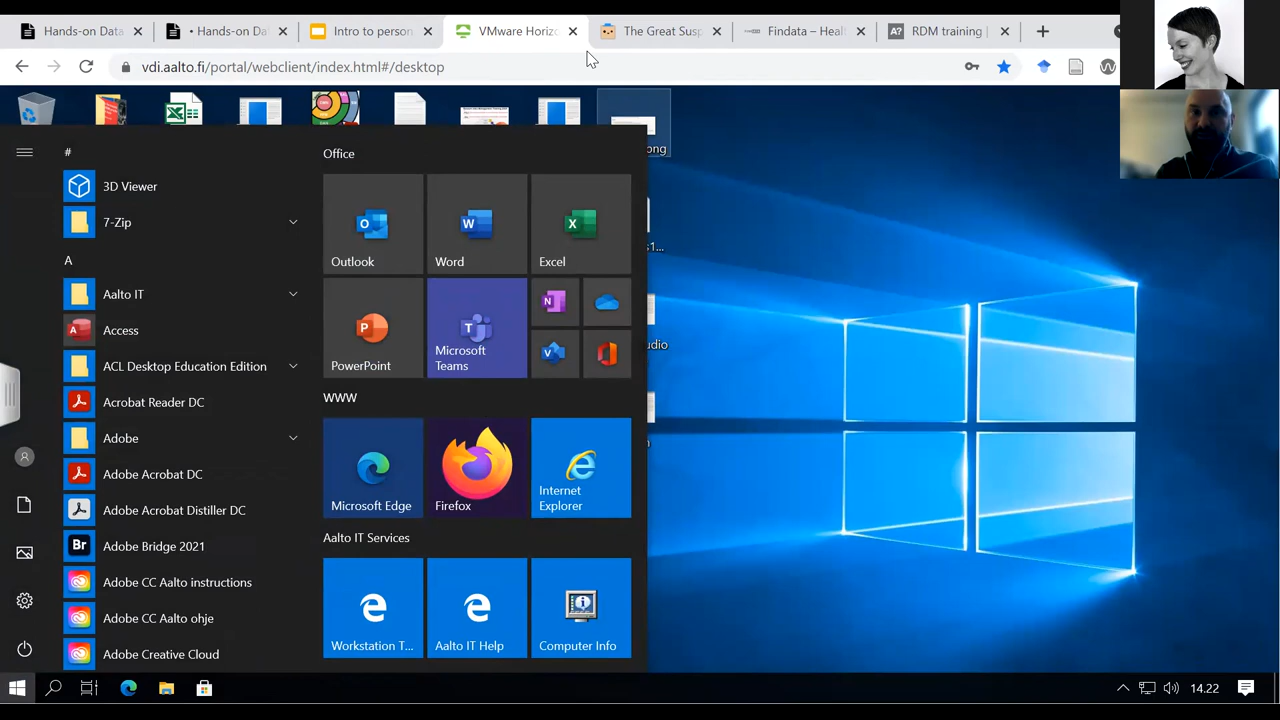 Hands-on Data
• Hands-on Da
Intro to person
VMware Horizo
The Great Susp
Findata – Heal
RDM training |
vdi.aalto.fi/portal/webclient/index.html#/desktop
#
3D Viewer
7-Zip
A
Aalto IT
Access
ACL Desktop Education Edition
Acrobat Reader DC
Adobe
Adobe Acrobat DC
Adobe Acrobat Distiller DC
Adobe Bridge 2021
Adobe CC Aalto instructions
Adobe CC Aalto ohje
Adobe Creative Cloud
Office
Outlook
Word
Excel
PowerPoint
Microsoft
Teams
WWW
Microsoft Edge
Firefox
Internet
Explorer
Aalto IT Services
Workstation T...
Aalto IT Help
Computer Info
14.22